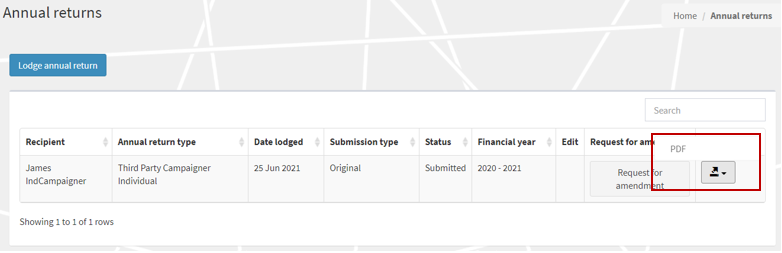 Annual returns
Home / Annual returns
Lodge annual return
Search
Recipient Annual return type Date lodged Submission type Status Financial year Edit Request for
PDF
James Third Party Campaigner 25 Jun 2021 Original Submitted 2020 - 2021 Request for
IndCampaigner Individual amendment
Showing 1 to 1 of 1 rows